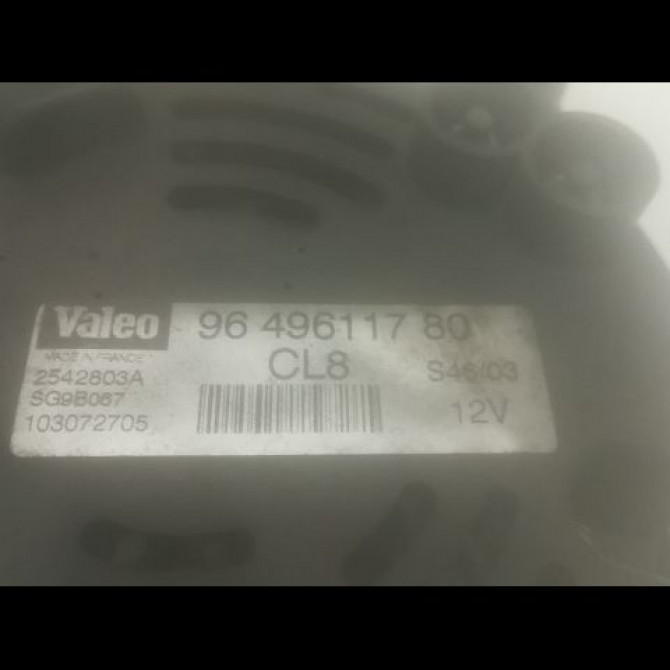 Valeo
96 496117 80
MADE IN FRANCE
CL8
S46/03
2542803A
SG9B067
12V
103072705